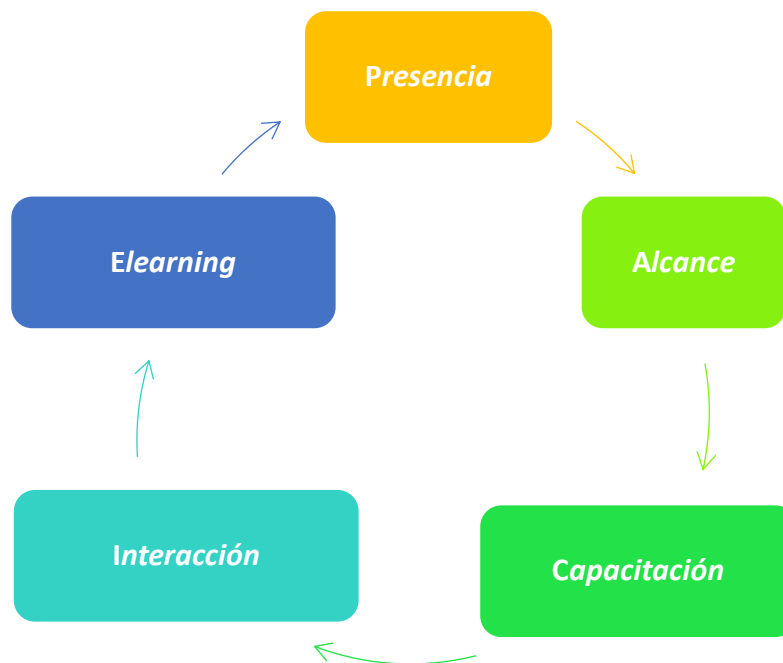 Presencia
Alcance
Capacitación
Interacción
Elearning